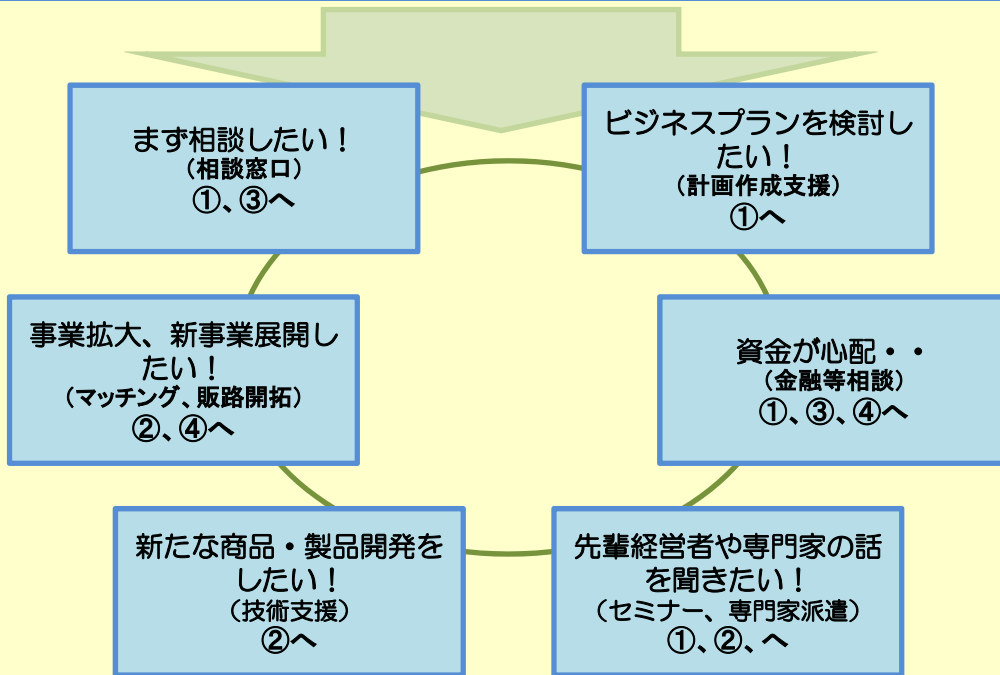 まず相談したい！
（相談窓口）
①、③へ
ビジネスプランを検討し
たい！
（計画作成支援）
①へ
事業拡大、新事業展開し
たい！
（マッチング、販路開拓）
②、④へ
資金が心配・・
（金融等相談）
①、③、④へ
新たな商品・製品開発を
したい！
（技術支援）
②へ
先輩経営者や専門家の話
を聞きたい！
（セミナー、専門家派遣）
①、②、へ